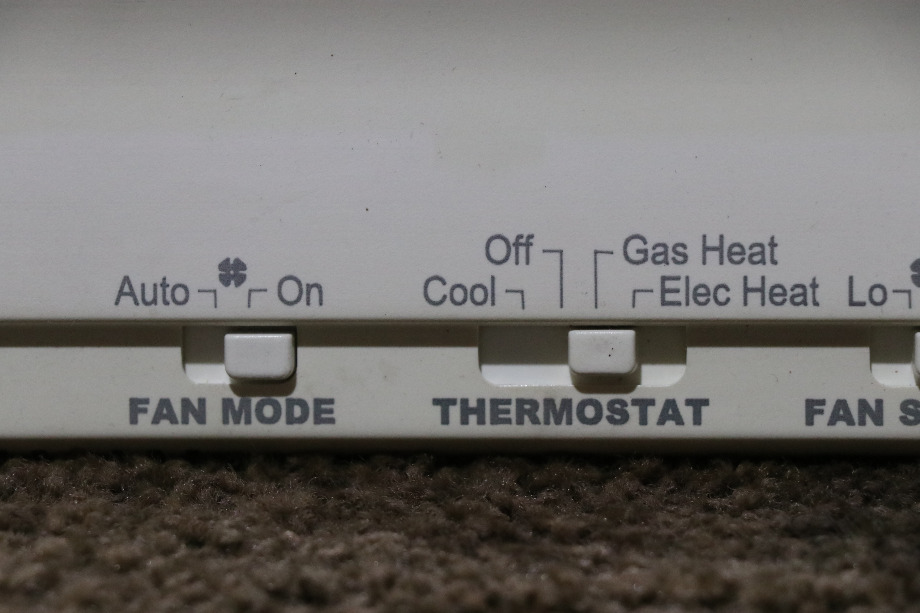 Off Gas Heat
Auto On Cool Elec Heat Lo
FAN MODE THERMOSTAT FAN